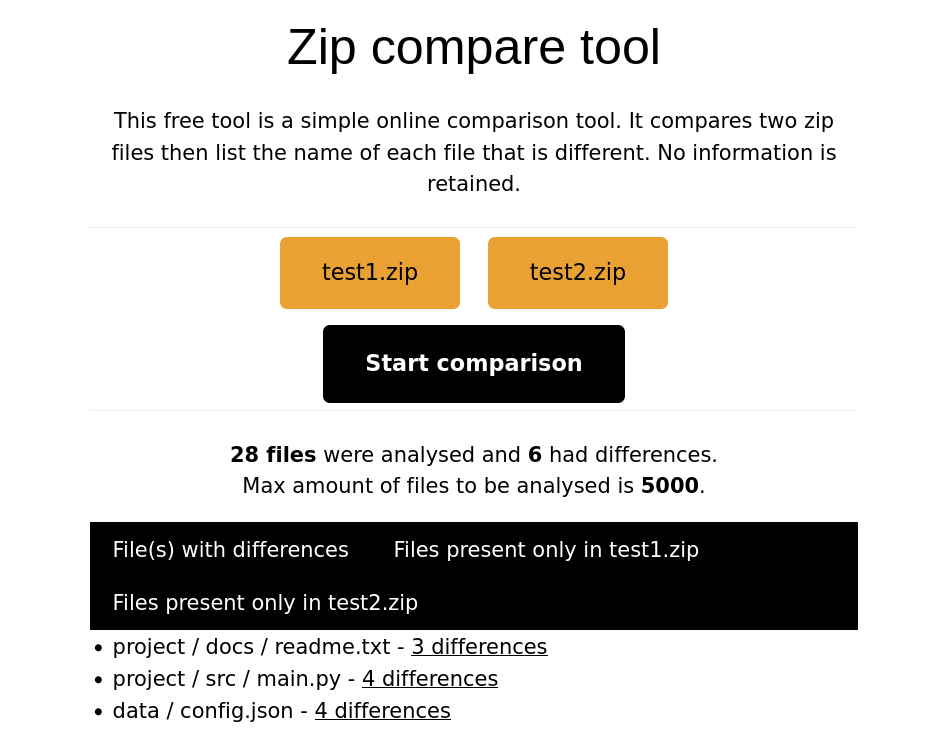 Zip compare tool
This free tool is a simple online comparison tool. It compares two zip
files then list the name of each file that is different. No information is
retained.
test1.zip
test2.zip
Start comparison
28 files were analysed and 6 had differences.
Max amount of files to be analysed is 5000.
File(s) with differences
Files present only in test1.zip
Files present only in test2.zip
• project / docs / readme.txt - 3 differences
• project / src / main.py - 4 differences
• data / config.json - 4 differences